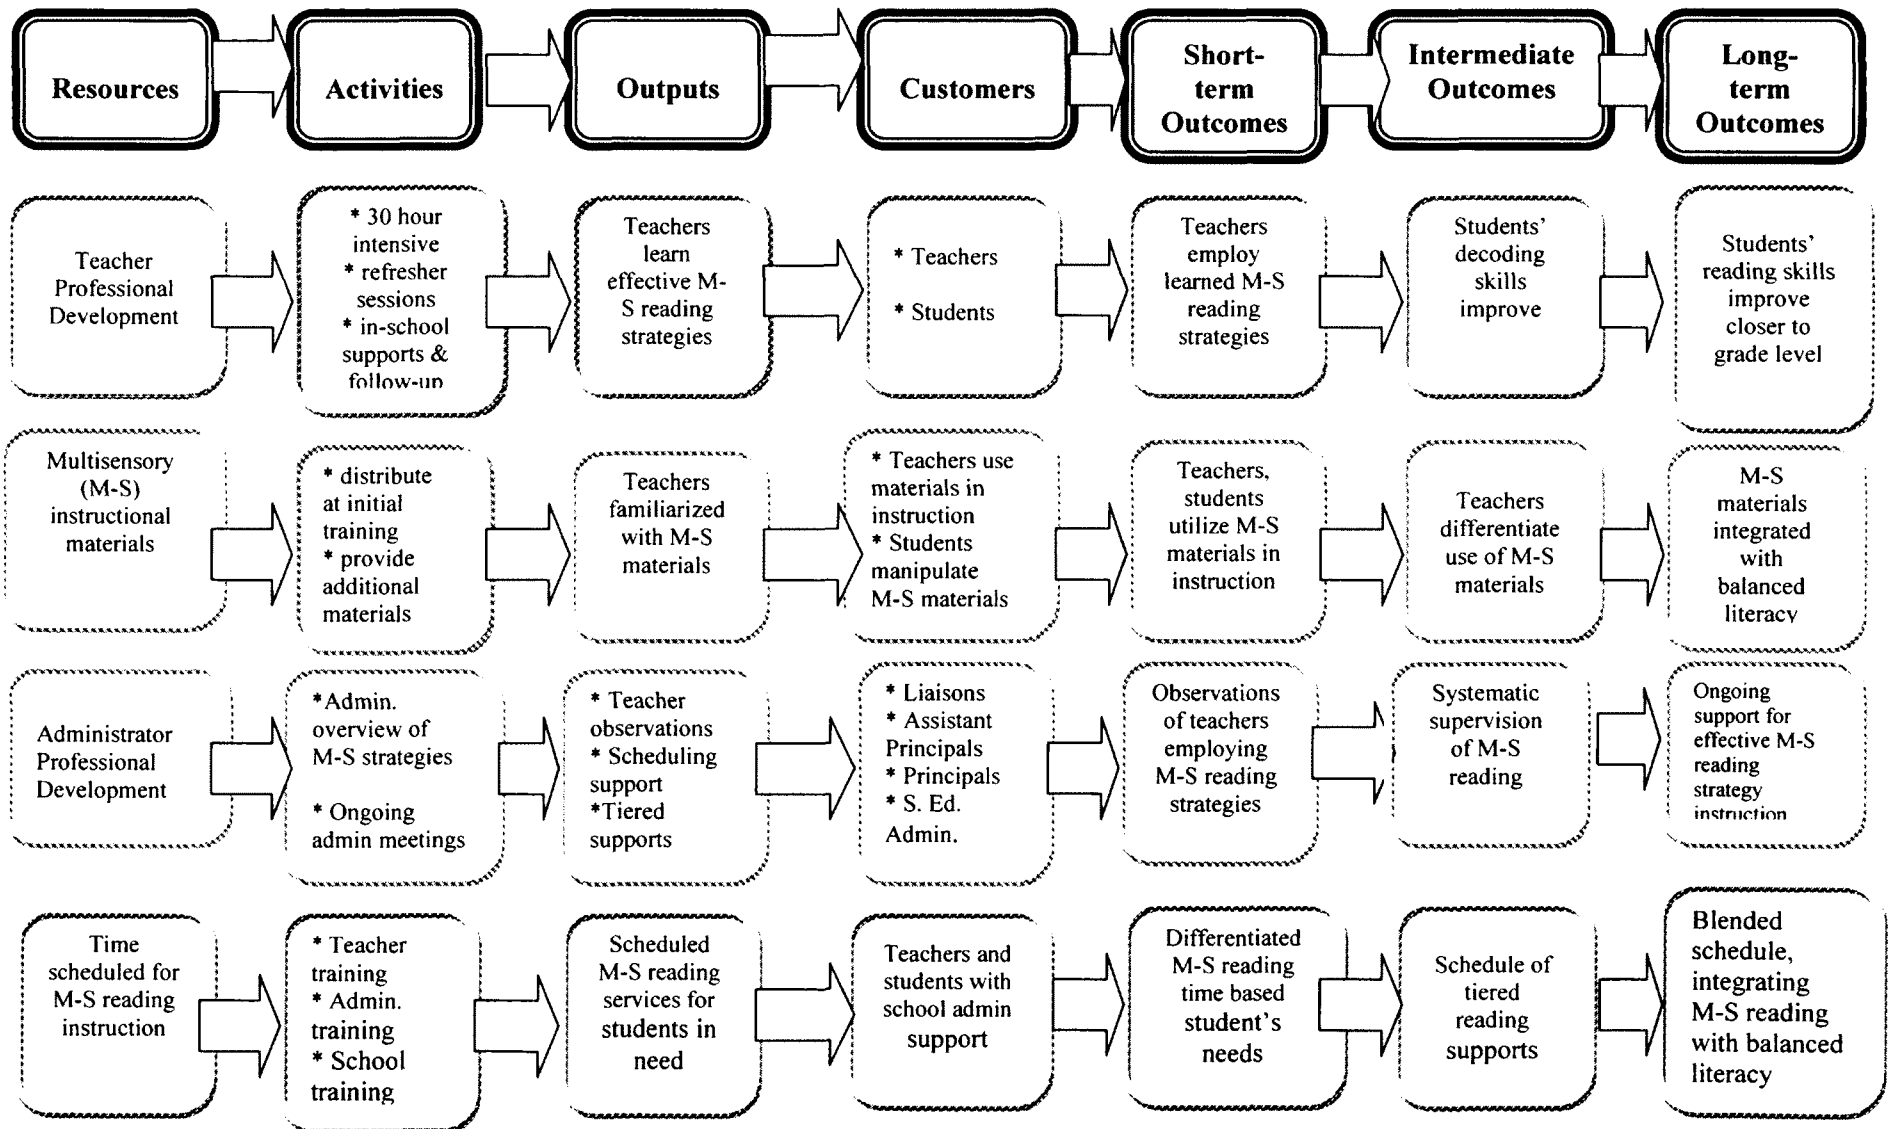 Resources
Activities
Outputs
Customers
Short-
term
Outcomes
Intermediate
Outcomes
Long-
term
Outcomes
Teacher
Professional
Development
* 30 hour
intensive
* refresher
sessions
* in-school
supports &
follow-up
Teachers
learn
effective M-
S reading
strategies
* Teachers
* Students
Teachers
employ
learned M-S
reading
strategies
Students'
decoding
skills
improve
Students'
reading skills
improve
closer to
grade level
Multisensory
(M-S)
instructional
materials
* distribute
at initial
training
* provide
additional
materials
Teachers
familiarized
with M-S
materials
* Teachers use
materials in
instruction
* Students
manipulate
M-S materials
Teachers,
students
utilize M-S
materials in
instruction
Teachers
differentiate
use of M-S
materials
M-S
materials
integrated
with
balanced
literacy
Administrator
Professional
Development
*Admin.
overview of
M-S strategies
* Ongoing
admin meetings
* Teacher
observations
* Scheduling
support
*Tiered
supports
* Liaisons
* Assistant
Principals
* Principals
* S. Ed.
Admin.
Observations
of teachers
employing
M-S reading
strategies
Systematic
supervision
of M-S
reading
Ongoing
support for
effective M-S
reading
strategy
instruction
Time
scheduled for
M-S reading
instruction
* Teacher
training
* Admin.
training
* School
training
Scheduled
M-S reading
services for
students in
need
Teachers and
students with
school admin
support
Differentiated
M-S reading
time based
student's
needs
Schedule of
tiered
reading
supports
Blended
schedule,
integrating
M-S reading
with balanced
literacy